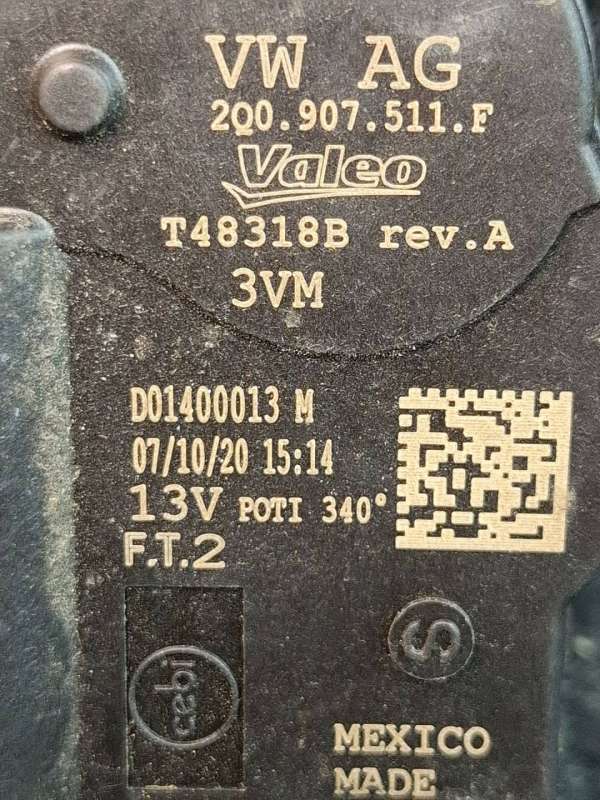 VW AG
2Q0.907.511.F
Valeo
T48318B rev.A
3VM
D01400013 M
07/10/20 15:14
13V POTI 340°
F.T.2
cebi
S
MEXICO
MADE